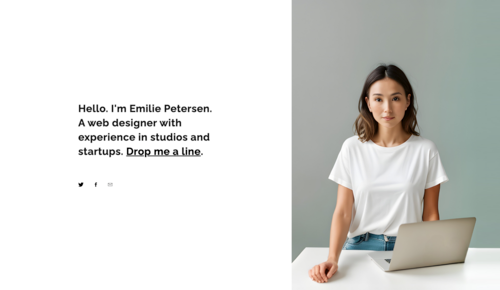 Hello. I'm Emilie Petersen.
A web designer with
experience in studios and
startups. Drop me a line.